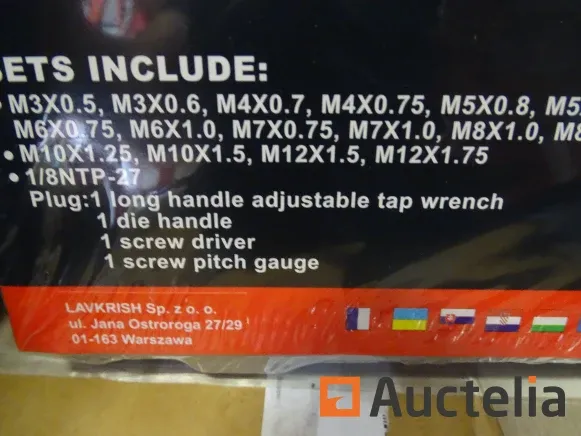 SETS INCLUDE:
• M3X0.5, M3X0.6, M4X0.7, M4X0.75, M5X0.8, M5
M6X0.75, M6X1.0, M7X0.75, M7X1.0, M8X1.0, M8
• M10X1.25, M10X1.5, M12X1.5, M12X1.75
• 1/8NTP-27
Plug:1 long handle adjustable tap wrench
1 die handle
1 screw driver
1 screw pitch gauge
LAVKRISH Sp. z o. o.
ul. Jana Ostroroga 27/29
01-163 Warszawa
Auctelia